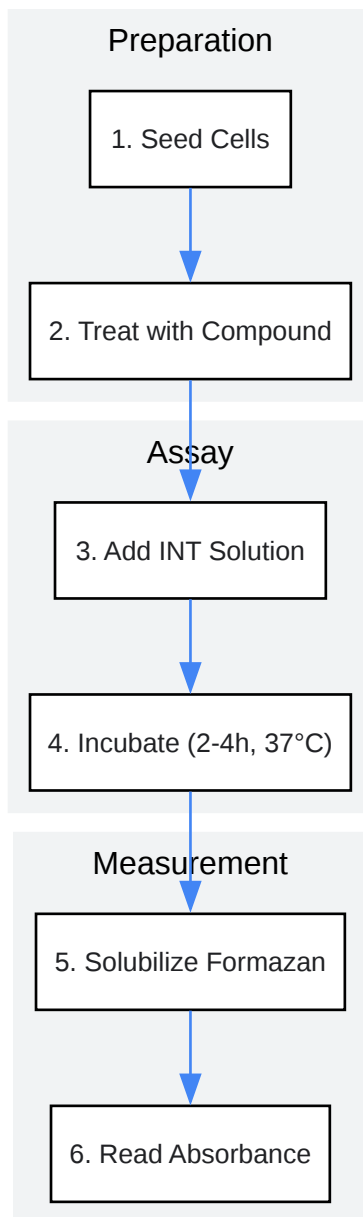 Preparation
1. Seed Cells
2. Treat with Compound
Assay
3. Add INT Solution
4. Incubate (2-4h, 37°C)
Measurement
5. Solubilize Formazan
6. Read Absorbance